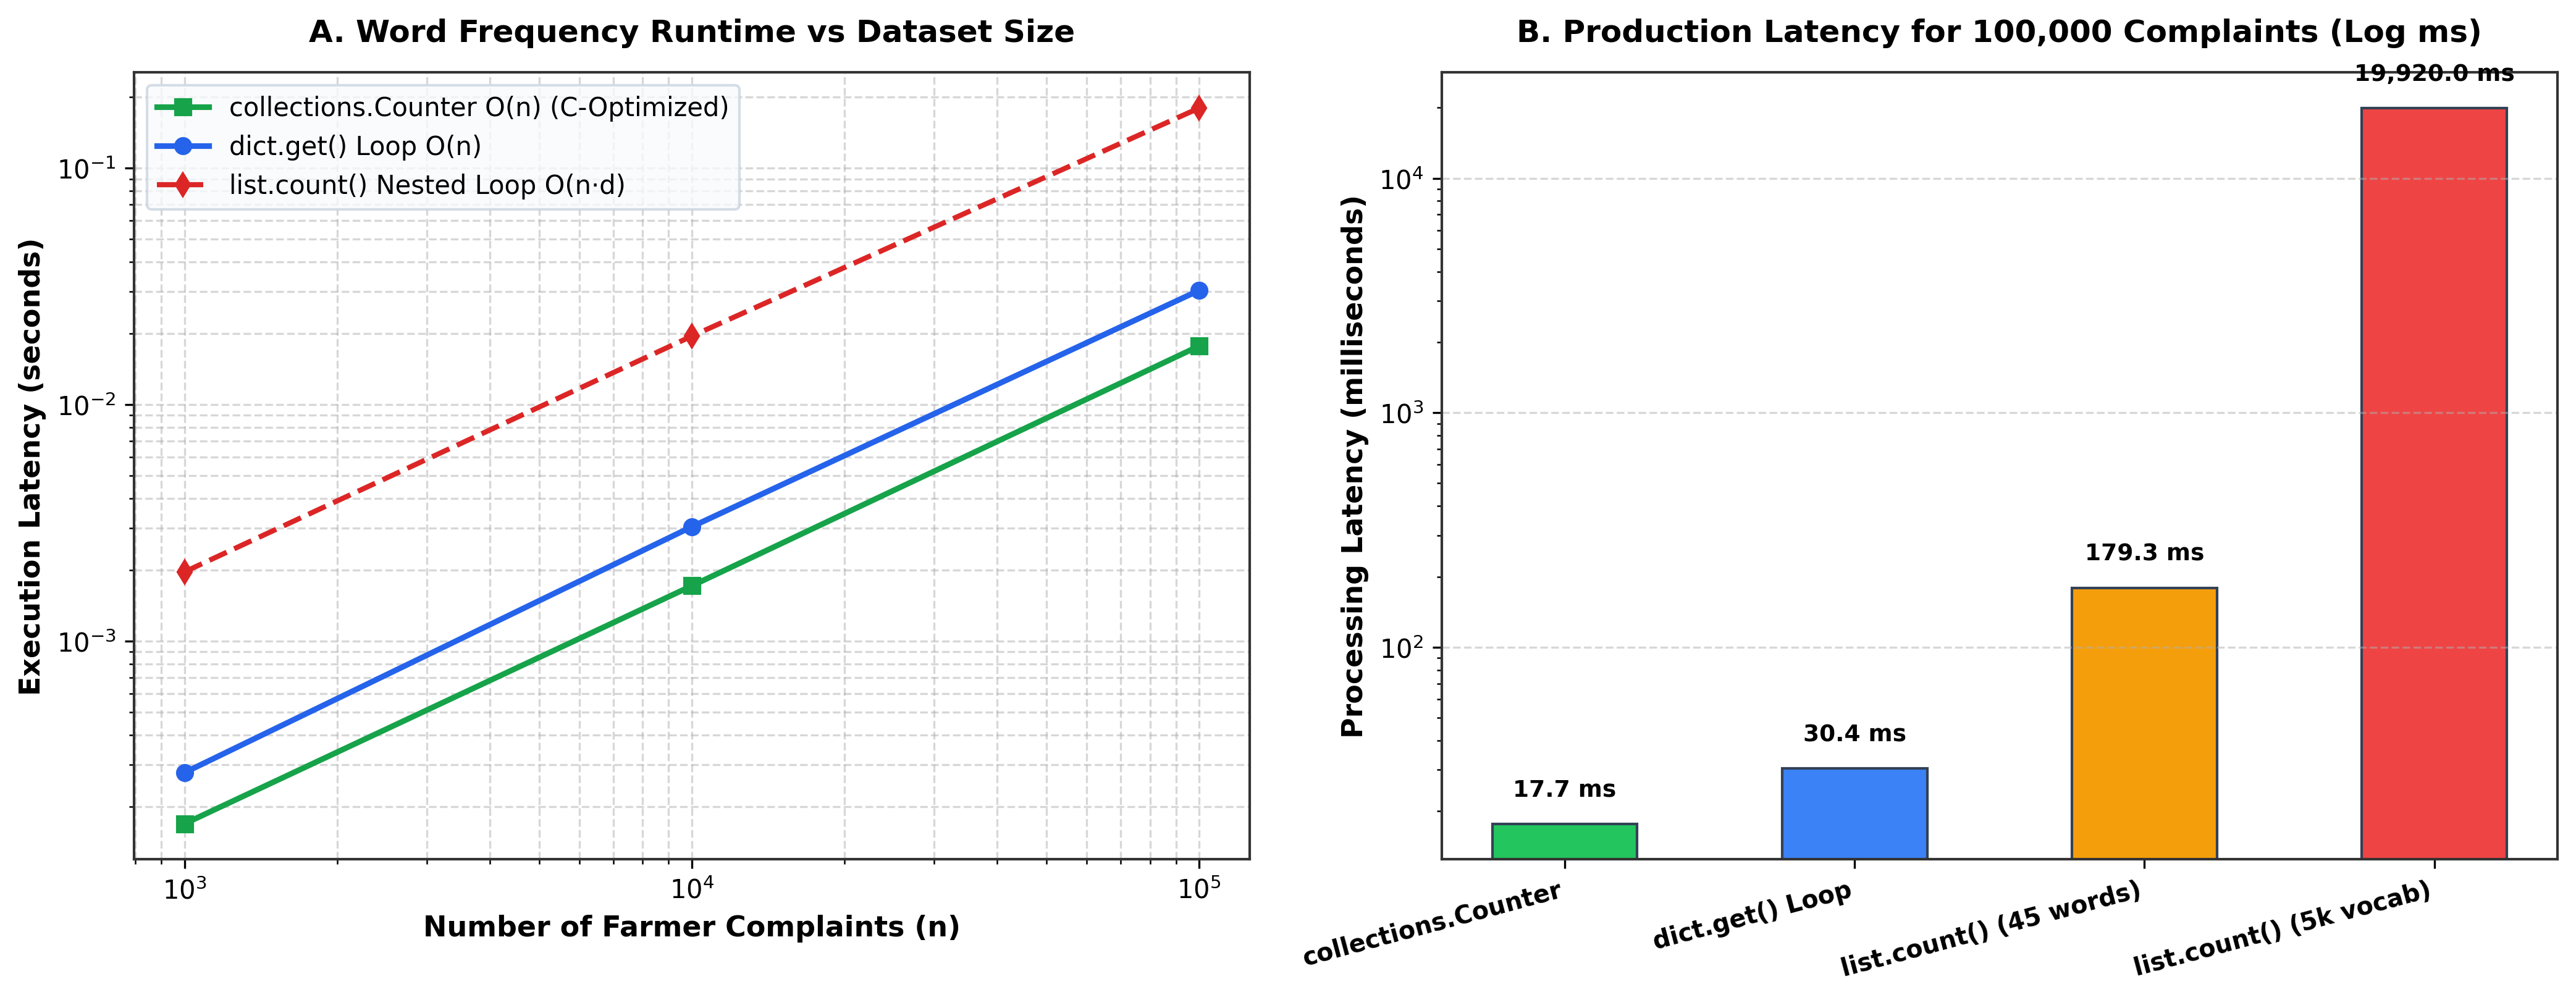 A. Word Frequency Runtime vs Dataset Size
collections.Counter O(n) (C-Optimized)
dict.get() Loop O(n)
list.count() Nested Loop O(n·d)
Execution Latency (seconds)
10⁻¹
10⁻²
10⁻³
10³
10⁴
10⁵
Number of Farmer Complaints (n)
B. Production Latency for 100,000 Complaints (Log ms)
Processing Latency (milliseconds)
10⁴
10³
10²
17.7 ms
30.4 ms
179.3 ms
19,920.0 ms
collections.Counter
dict.get() Loop
list.count() (45 words)
list.count() (5k vocab)